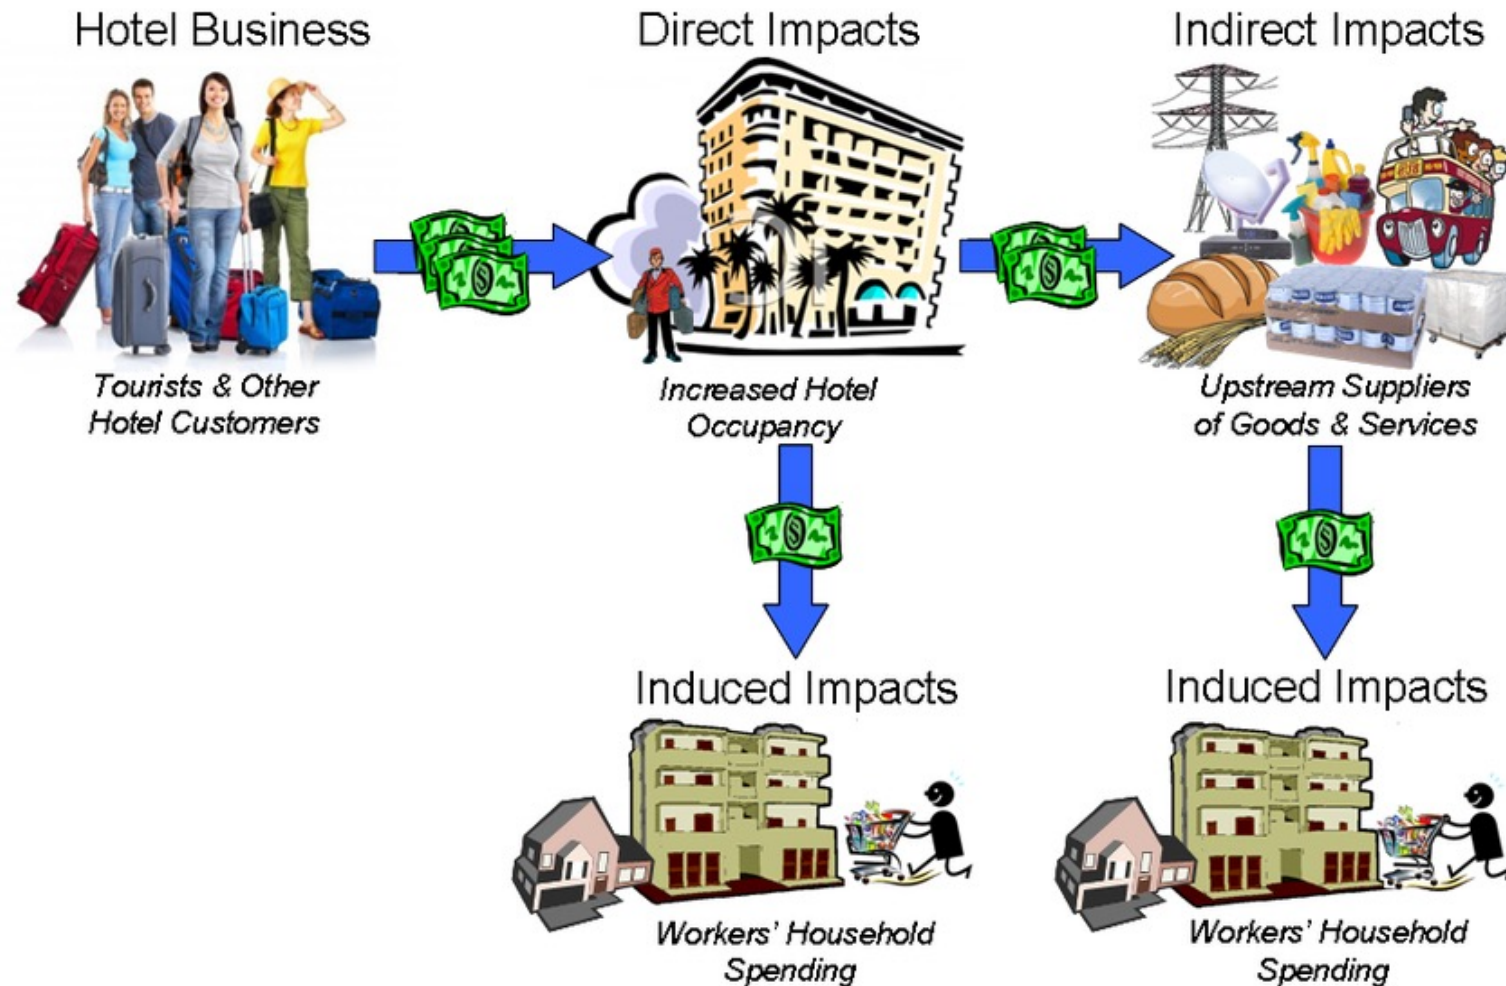 Hotel Business
Direct Impacts
Indirect Impacts
Tourists & Other
Hotel Customers
Increased Hotel
Occupancy
Upstream Suppliers
of Goods & Services
Induced Impacts
Induced Impacts
Workers' Household
Spending
Workers' Household
Spending